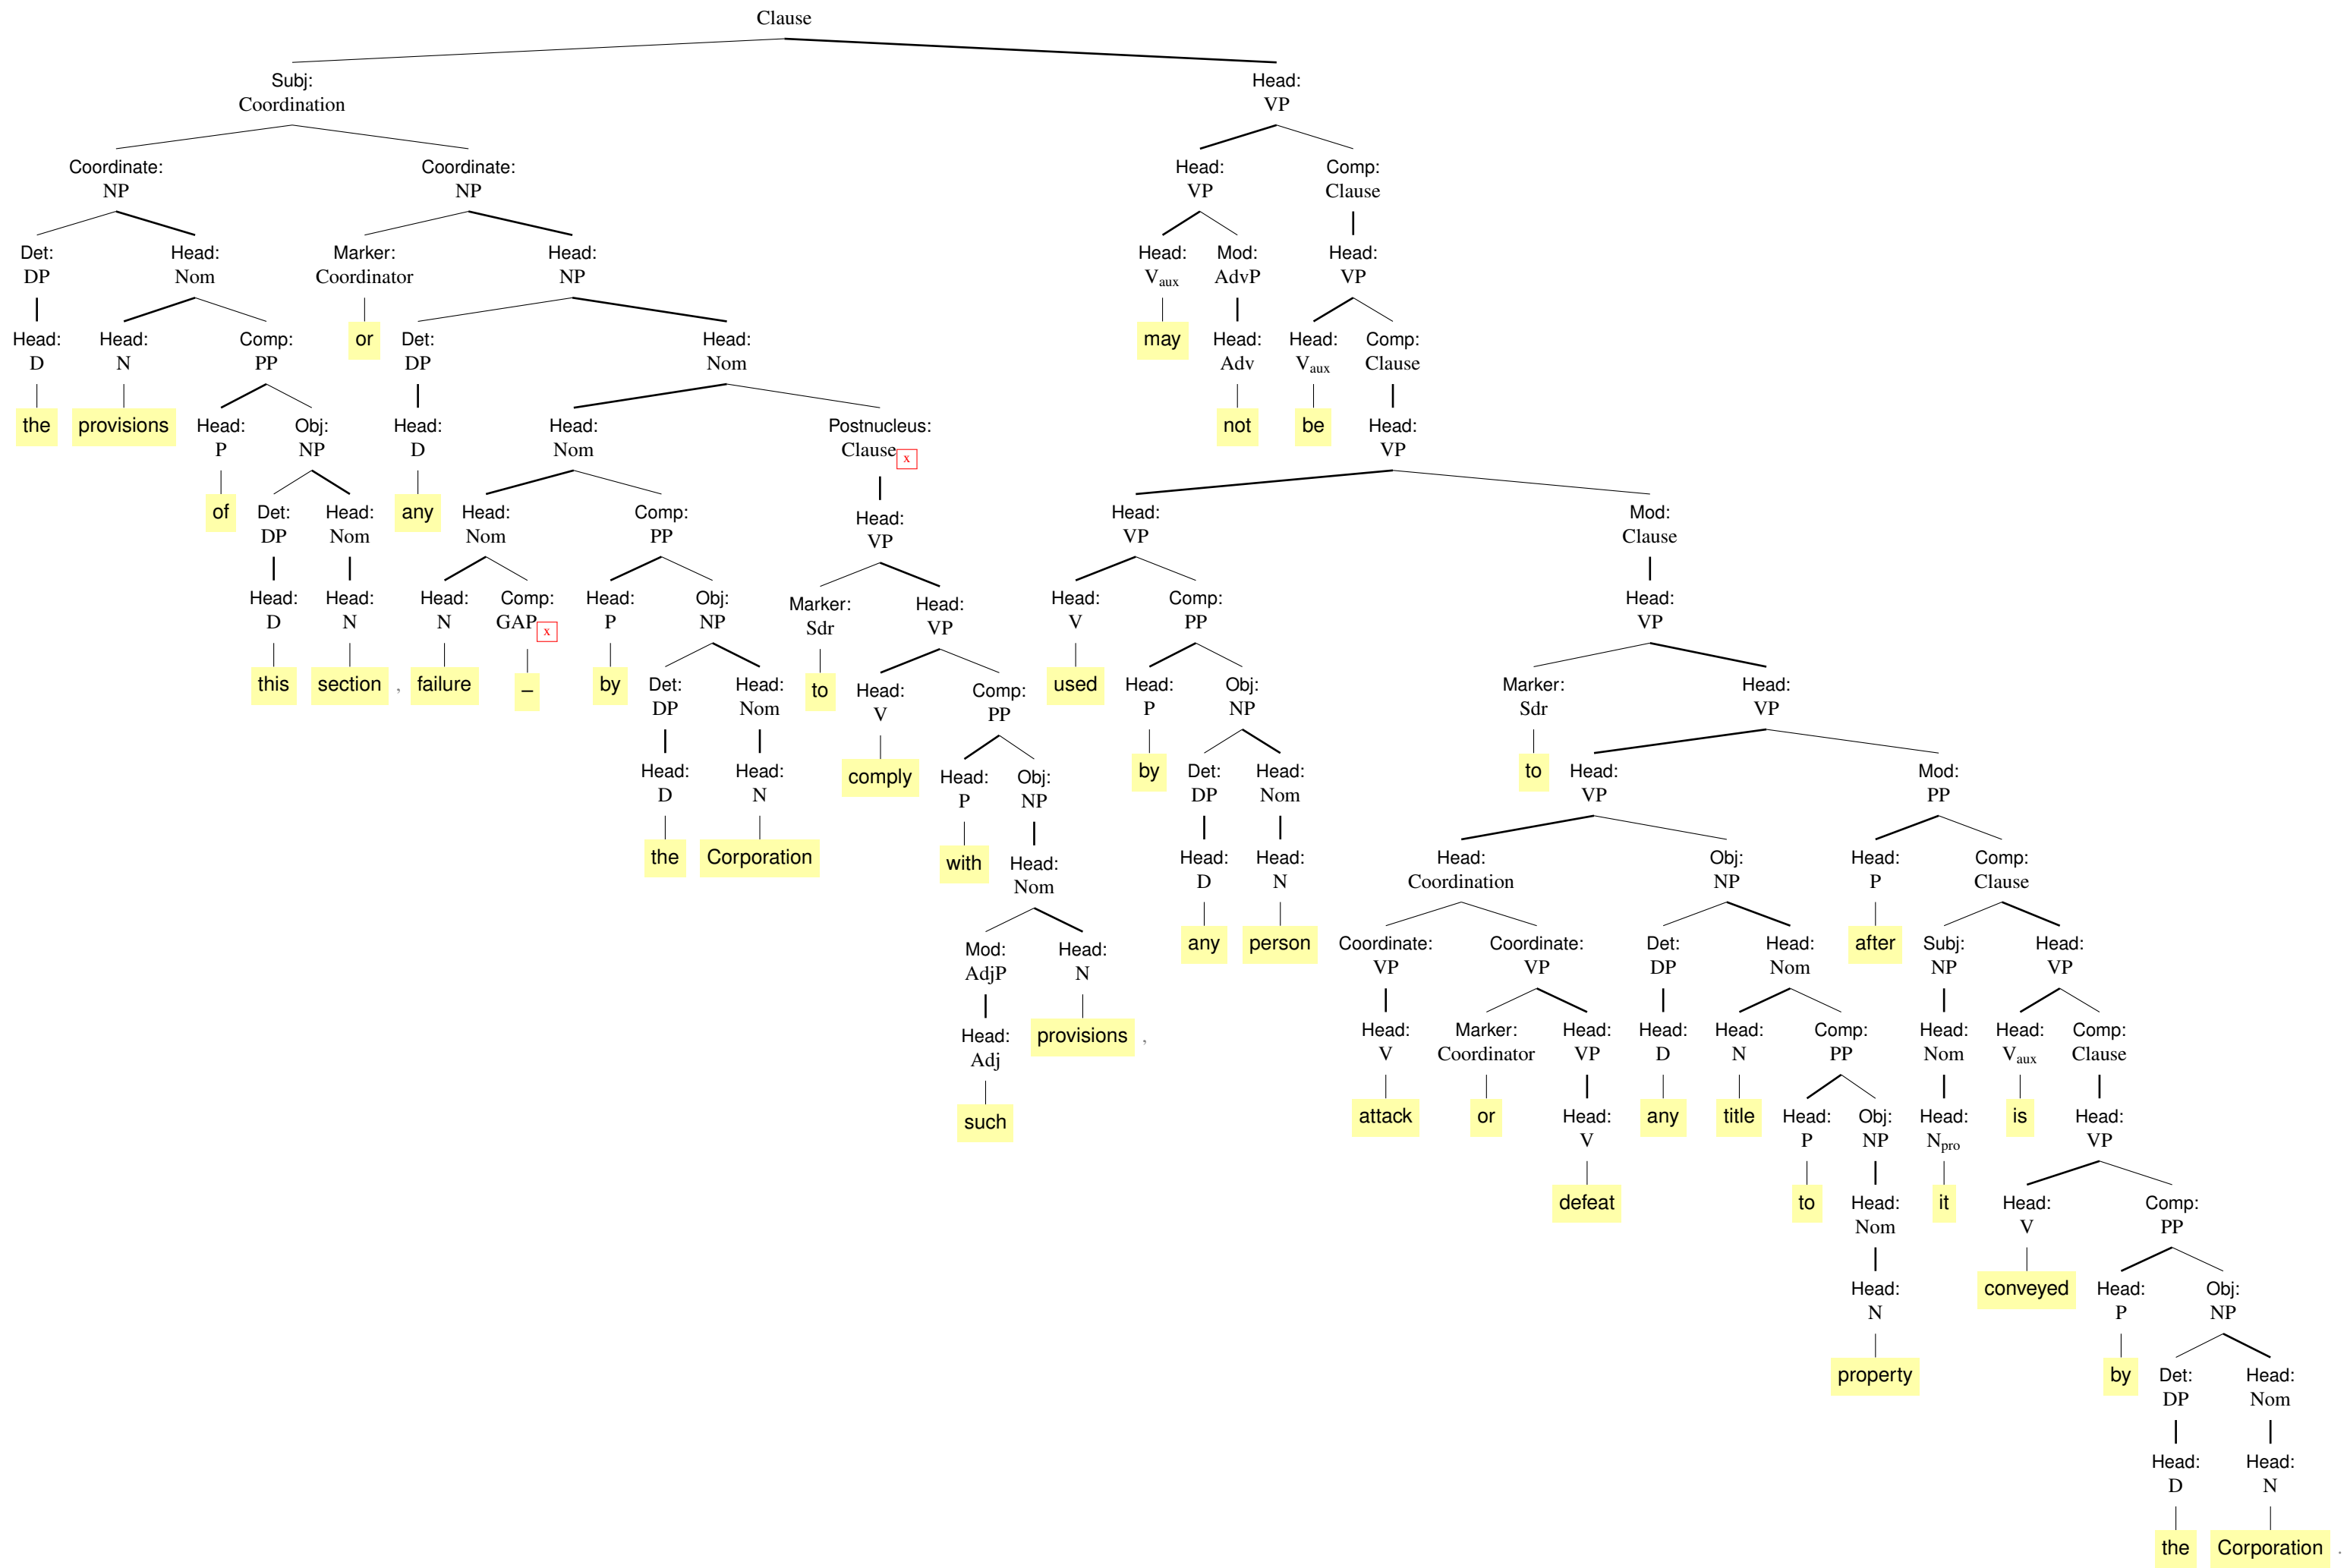 Clause
Subj: Head:
Coordination VP
Coordinate: Coordinate: Head: Comp:
NP NP VP Clause
Det: Head: Marker: Head: Head: Mod: Head:
DP Nom Coordinator NP Vaux AdvP VP
Head: Head: Comp: or Det: Head: may Head: Head: Comp:
D N PP DP Nom Adv Vaux Clause
the provisions Head: Obj: Head: Head: Postnucleus: not be Head:
P NP D Nom Clause x VP
of Det: Head: any Head: Comp: Head: Head: Mod:
DP Nom Nom PP VP VP Clause
Head: Head: Head: Comp: Head: Obj: Marker: Head: Head: Comp: Head:
D N N GAP x P NP Sdr VP V PP VP
this section , failure – by Det: Head: to Head: Comp: used Head: Obj: Marker: Head:
DP Nom V PP P NP Sdr VP
Head: Head: comply Head: Obj: by Det: Head: to Head: Mod:
D N P NP DP Nom VP PP
the Corporation with Head: Head: Head: Head: Obj: Head: Comp:
Nom D N Coordination NP P Clause
Mod: Head: any person Coordinate: Coordinate: Det: Head: after Subj: Head:
AdjP N VP VP DP Nom NP VP
Head: provisions , Head: Marker: Head: Head: Head: Comp: Head: Head: Comp:
Adj V Coordinator VP D N PP Nom Vaux Clause
such attack or Head: any title Head: Obj: Head: is Head:
V P NP Npro VP
defeat to Head: it Head: Comp:
Nom V PP
Head: conveyed Head: Obj:
N P NP
property by Det: Head:
DP Nom
Head: Head:
D N
the Corporation .